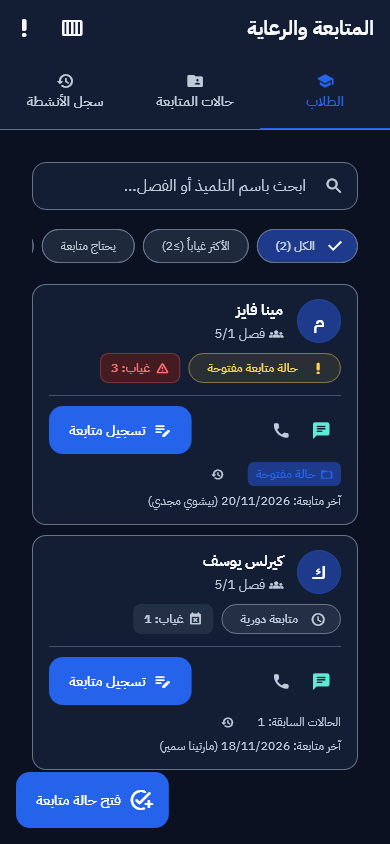 المتابعة والرعاية
الطلاب
حالات المتابعة
سجل الأنشطة
ابحث باسم التلميذ أو الفصل...
الكل (2)
الأكثر غياباً (≥2)
يحتاج متابعة
م
مينا فايز
فصل 5/1
حالة متابعة مفتوحة
غياب: 3
تسجيل متابعة
حالة مفتوحة
آخر متابعة: 20/11/2026 (بيشوي مجدي)
ك
كيرلس يوسف
فصل 5/1
متابعة دورية
غياب: 1
تسجيل متابعة
الحالات السابقة: 1
آخر متابعة: 18/11/2026 (مارتينا سمير)
فتح حالة متابعة